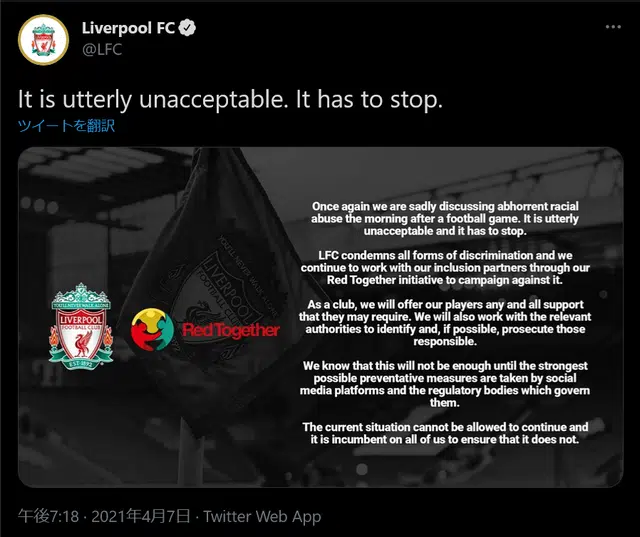 Liverpool FC
@LFC
It is utterly unacceptable. It has to stop.
ツイートを翻訳
Once again we are sadly discussing abhorrent racial
abuse the morning after a football game. It is utterly
unacceptable and it has to stop.
LFC condemns all forms of discrimination and we
continue to work with our inclusion partners through our
Red Together initiative to campaign against it.
As a club, we will offer our players any and all support
that they may require. We will also work with the relevant
authorities to identify and, if possible, prosecute those
responsible.
We know that this will not be enough until the strongest
possible preventative measures are taken by social
media platforms and the regulatory bodies which govern
them.
The current situation cannot be allowed to continue and
it is incumbent on all of us to ensure that it does not.
YOU'LL NEVER WALK ALONE
LIVERPOOL
FOOTBALL CLUB
EST·1892
Red Together
午後7:18 · 2021年4月7日 · Twitter Web App